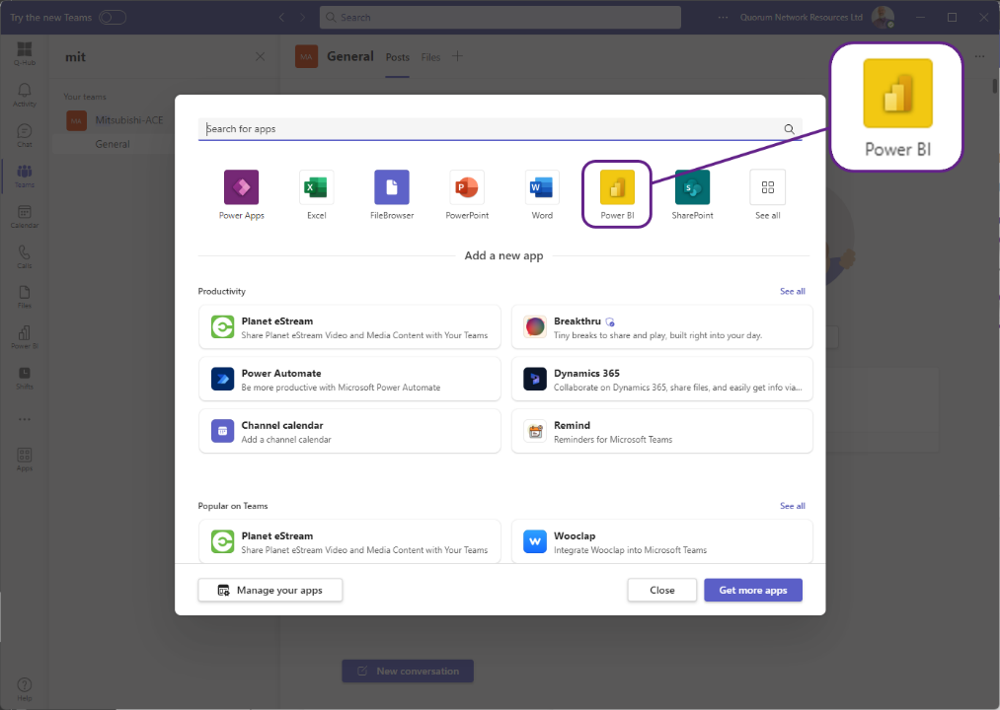 Try the new Teams
Search
Quorum Network Resources Ltd
Q-Hub
Activity
Chat
Teams
Calendar
Calls
Files
Power BI
Shifts
Apps
Help
mit
Your teams
MA
Mitsubishi-ACE
General
MA
General
Posts
Files
Power BI
Search for apps
Power Apps
Excel
FileBrowser
PowerPoint
Word
Power BI
SharePoint
See all
Add a new app
Productivity
See all
Planet eStream
Share Planet eStream Video and Media Content with Your Teams
Breakthru
Tiny breaks to share and play, built right into your day.
Power Automate
Be more productive with Microsoft Power Automate
Dynamics 365
Collaborate on Dynamics 365, share files, and easily get info via...
Channel calendar
Add a channel calendar
Remind
Reminders for Microsoft Teams
Popular on Teams
See all
Planet eStream
Share Planet eStream Video and Media Content with Your Teams
Wooclap
Integrate Wooclap into Microsoft Teams
Manage your apps
Close
Get more apps
New conversation